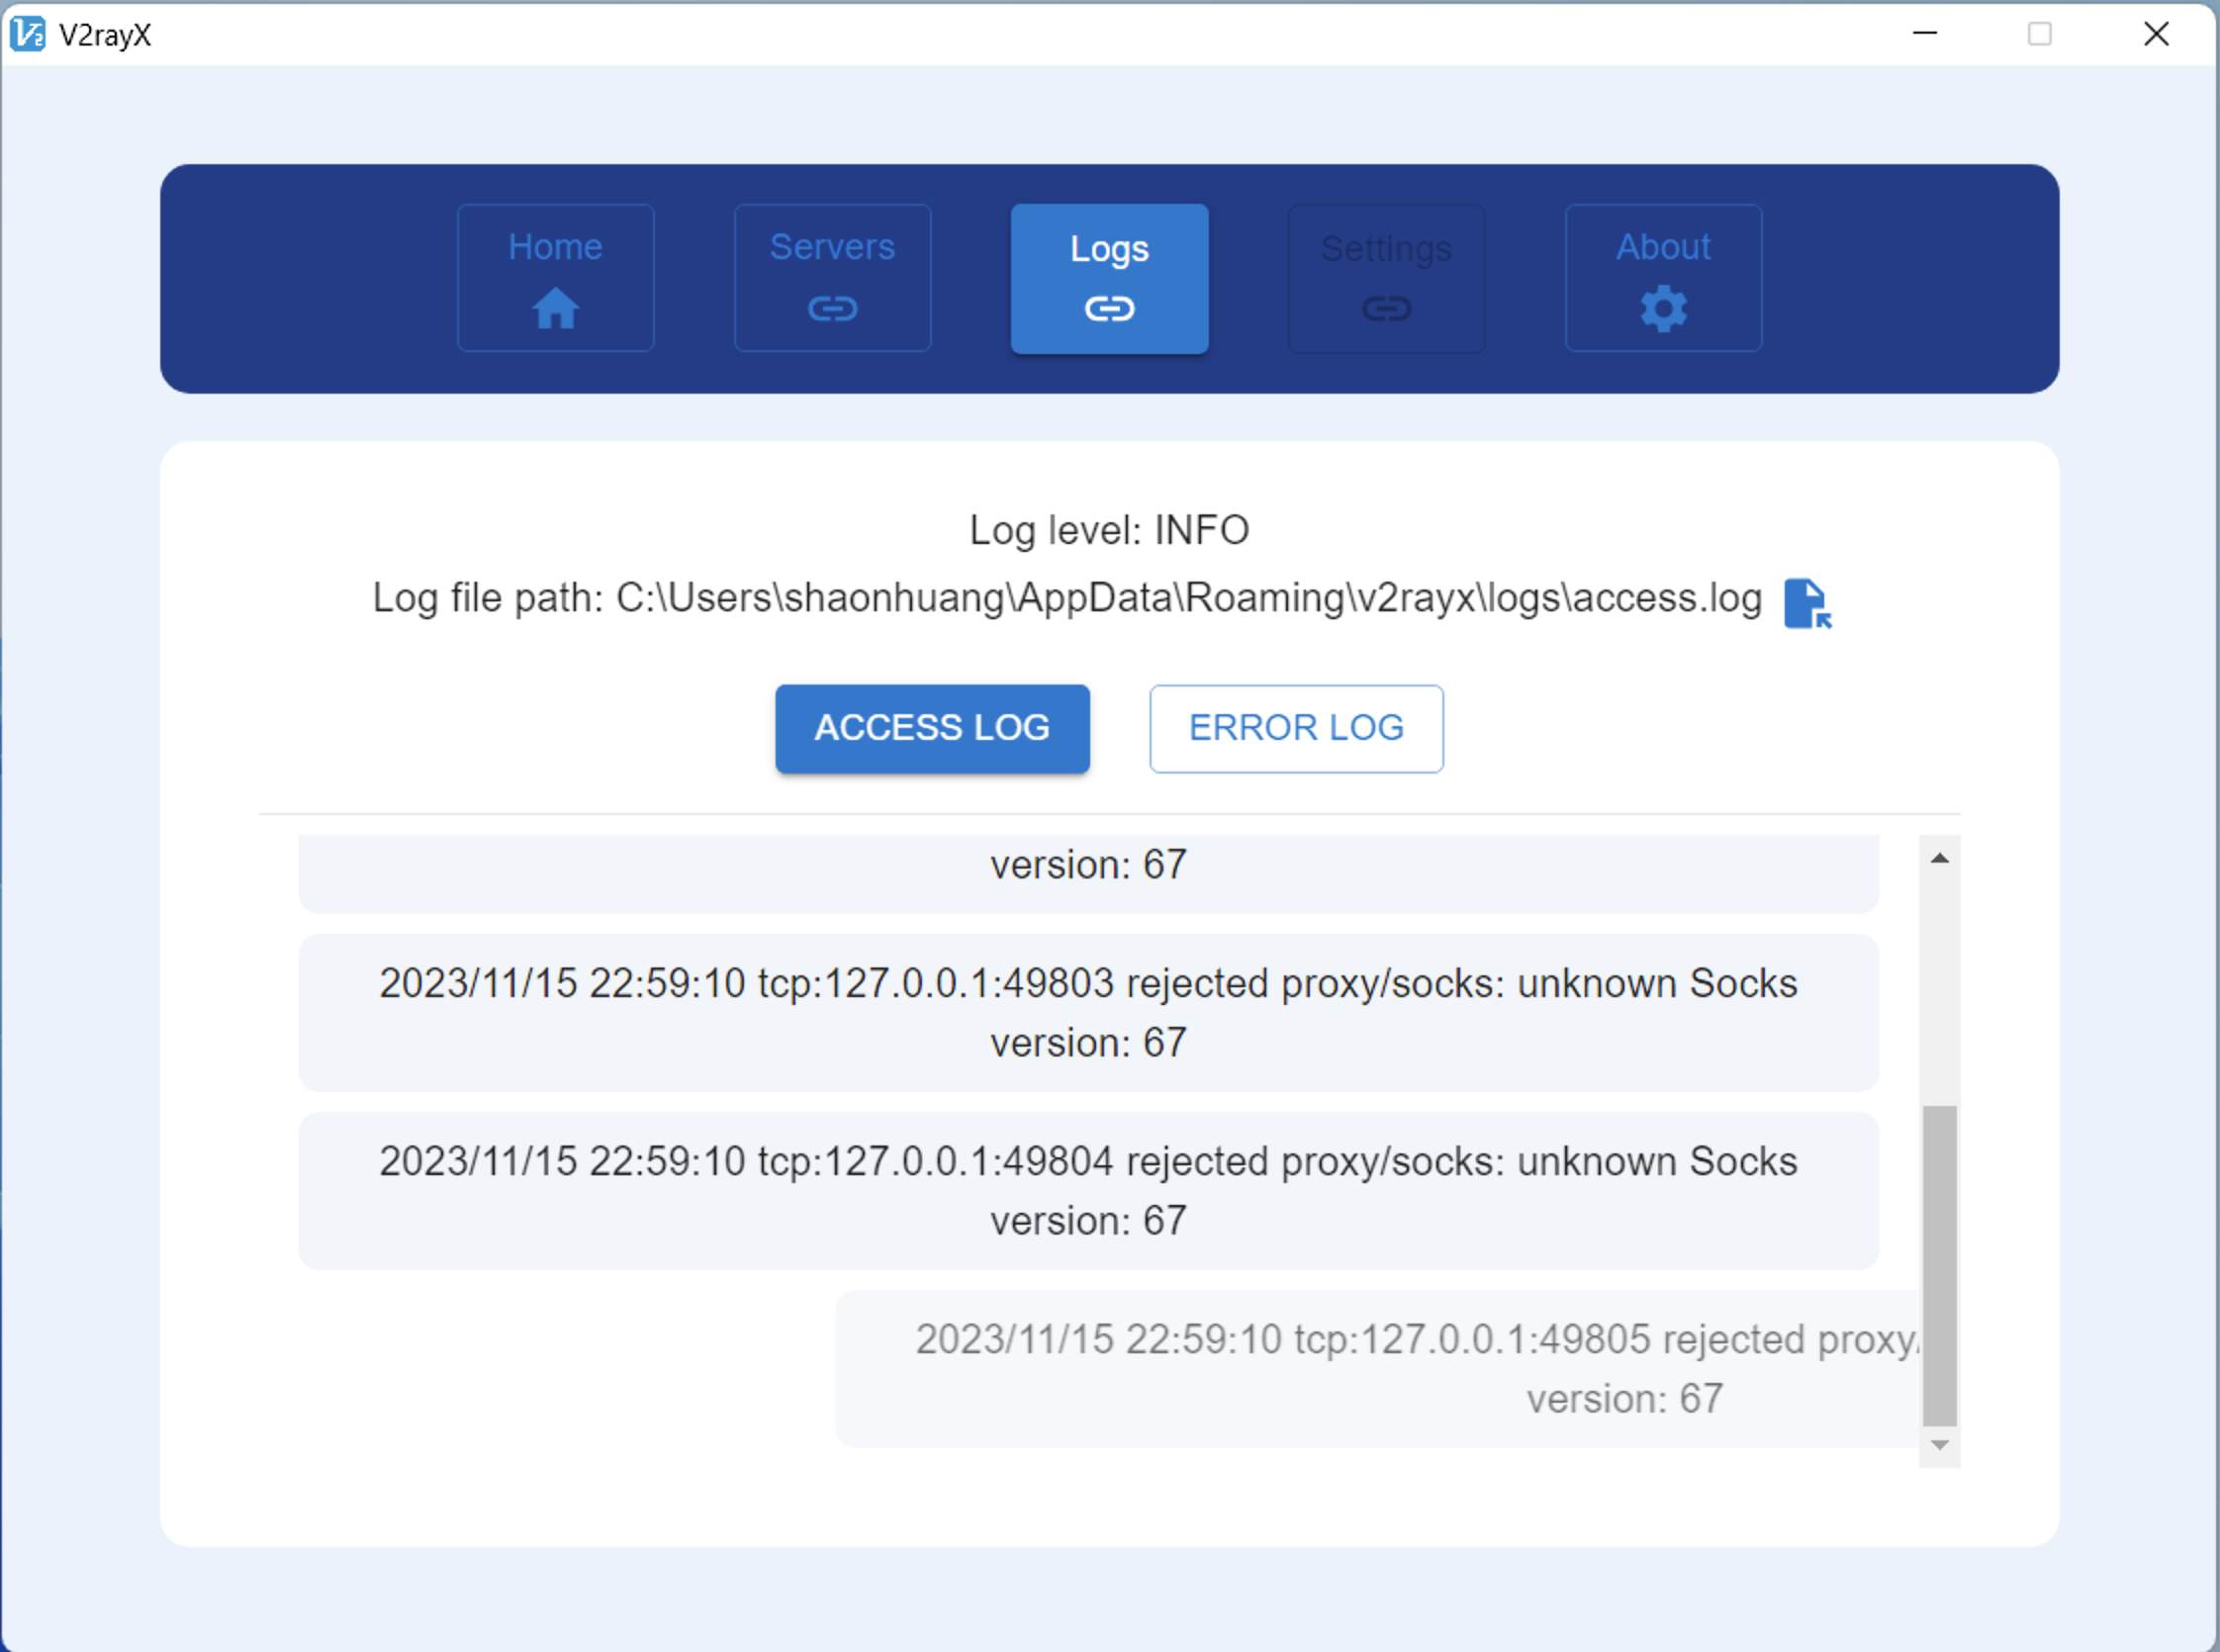 V2rayX
Home
Servers
Logs
Settings
About
Log level: INFO
Log file path: C:\Users\shaonhuang\AppData\Roaming\v2rayx\logs\access.log
ACCESS LOG
ERROR LOG
version: 67
2023/11/15 22:59:10 tcp:127.0.0.1:49803 rejected proxy/socks: unknown Socks
version: 67
2023/11/15 22:59:10 tcp:127.0.0.1:49804 rejected proxy/socks: unknown Socks
version: 67
2023/11/15 22:59:10 tcp:127.0.0.1:49805 rejected proxy/
version: 67